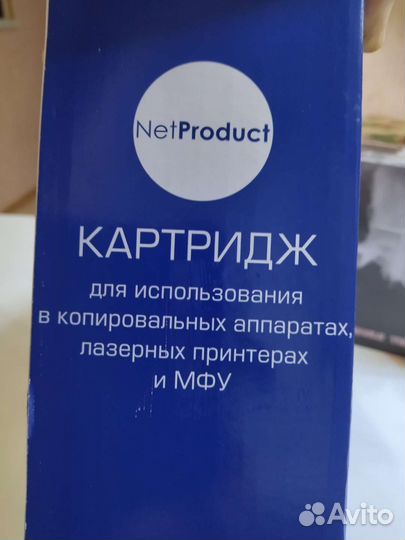 NetProduct
КАРТРИДЖ
для использования
в копировальных аппаратах,
лазерных принтерах
и МФУ
Avito